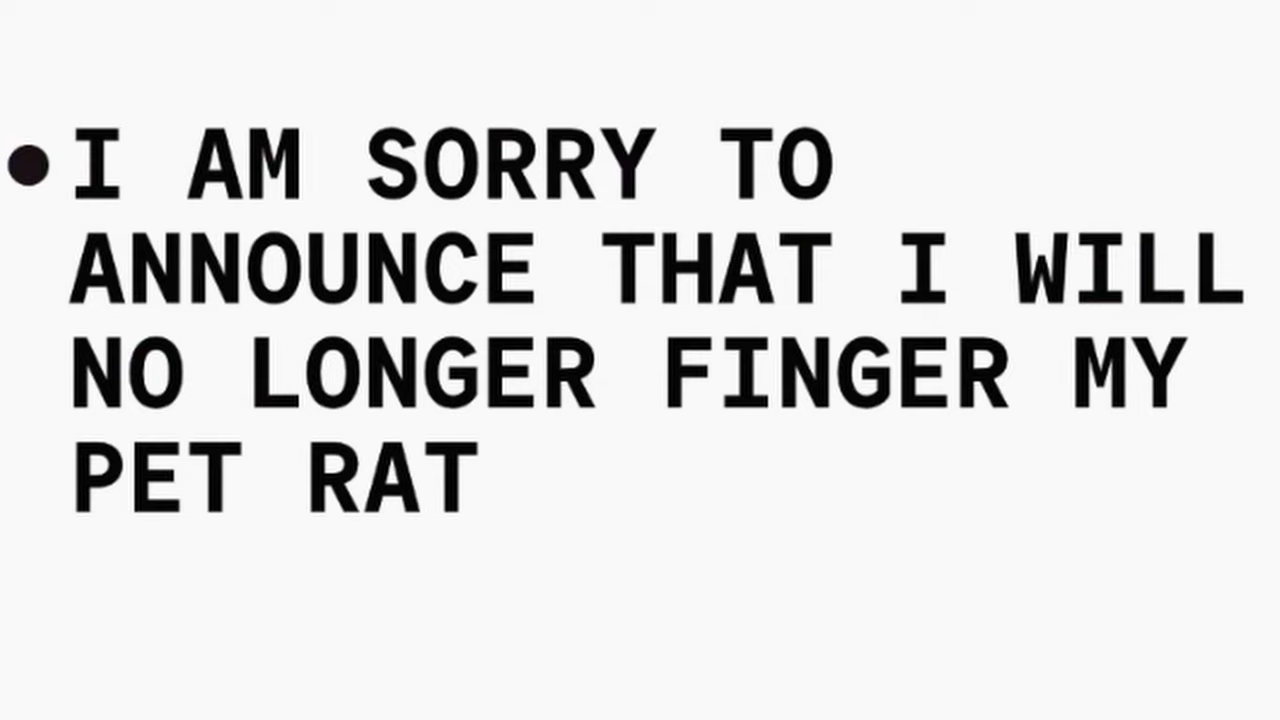 • I AM SORRY TO
ANNOUNCE THAT I WILL
NO LONGER FINGER MY
PET RAT